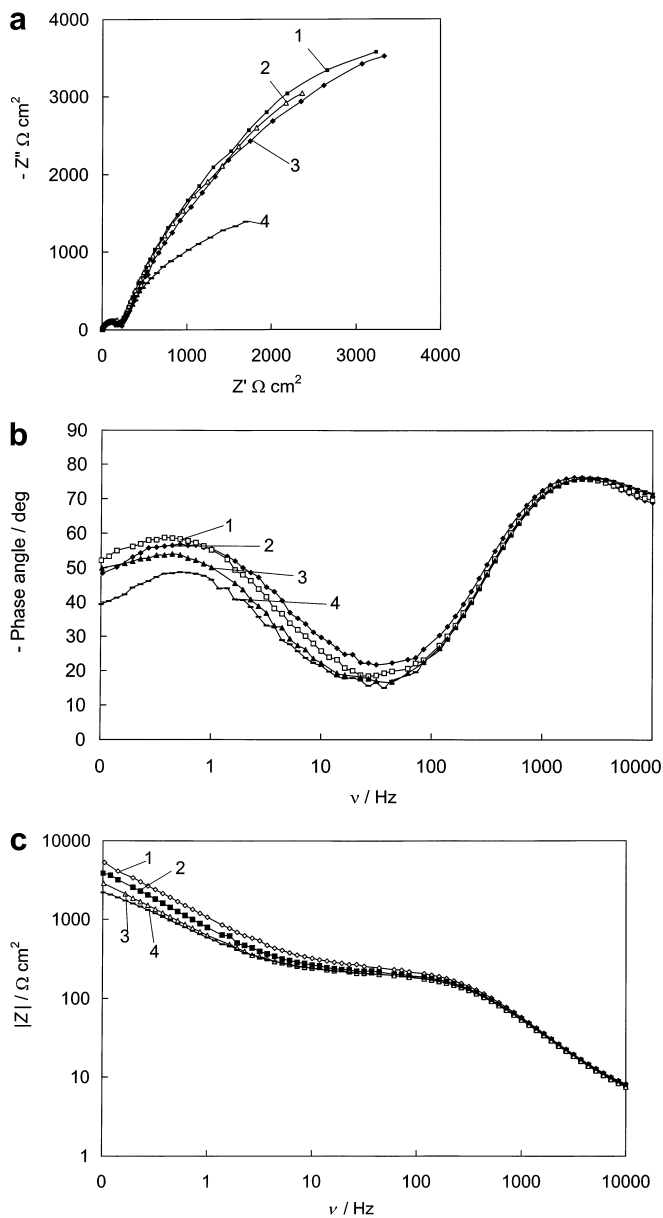 a
4000
3000
2000
1000
0
- Z" Ω cm²
1
2
3
4
0 1000 2000 3000 4000
Z' Ω cm²
b
90
80
70
60
50
40
30
20
10
0
- Phase angle / deg
1
2
3
4
0 1 10 100 1000 10000
ν / Hz
c
10000
1000
100
10
1
|Z| / Ω cm²
1
2
3
4
0 1 10 100 1000 10000
ν / Hz